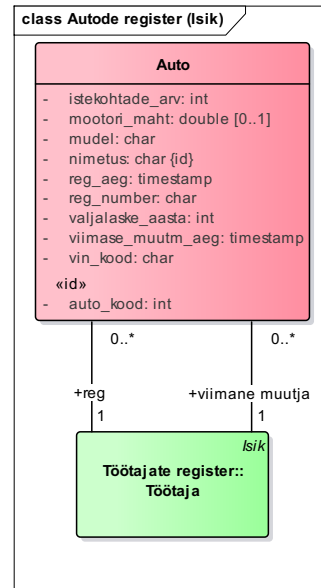 class Autode register (Isik)
Auto
- istekohtade_arv: int
- mootori_maht: double [0..1]
- mudel: char
- nimetus: char {id}
- reg_aeg: timestamp
- reg_number: char
- valjalaske_aasta: int
- viimase_muutm_aeg: timestamp
- vin_kood: char
«id»
- auto_kood: int
0..* 0..*
+reg +viimane muutja
1 1
Isik
Töötajate register::
Töötaja